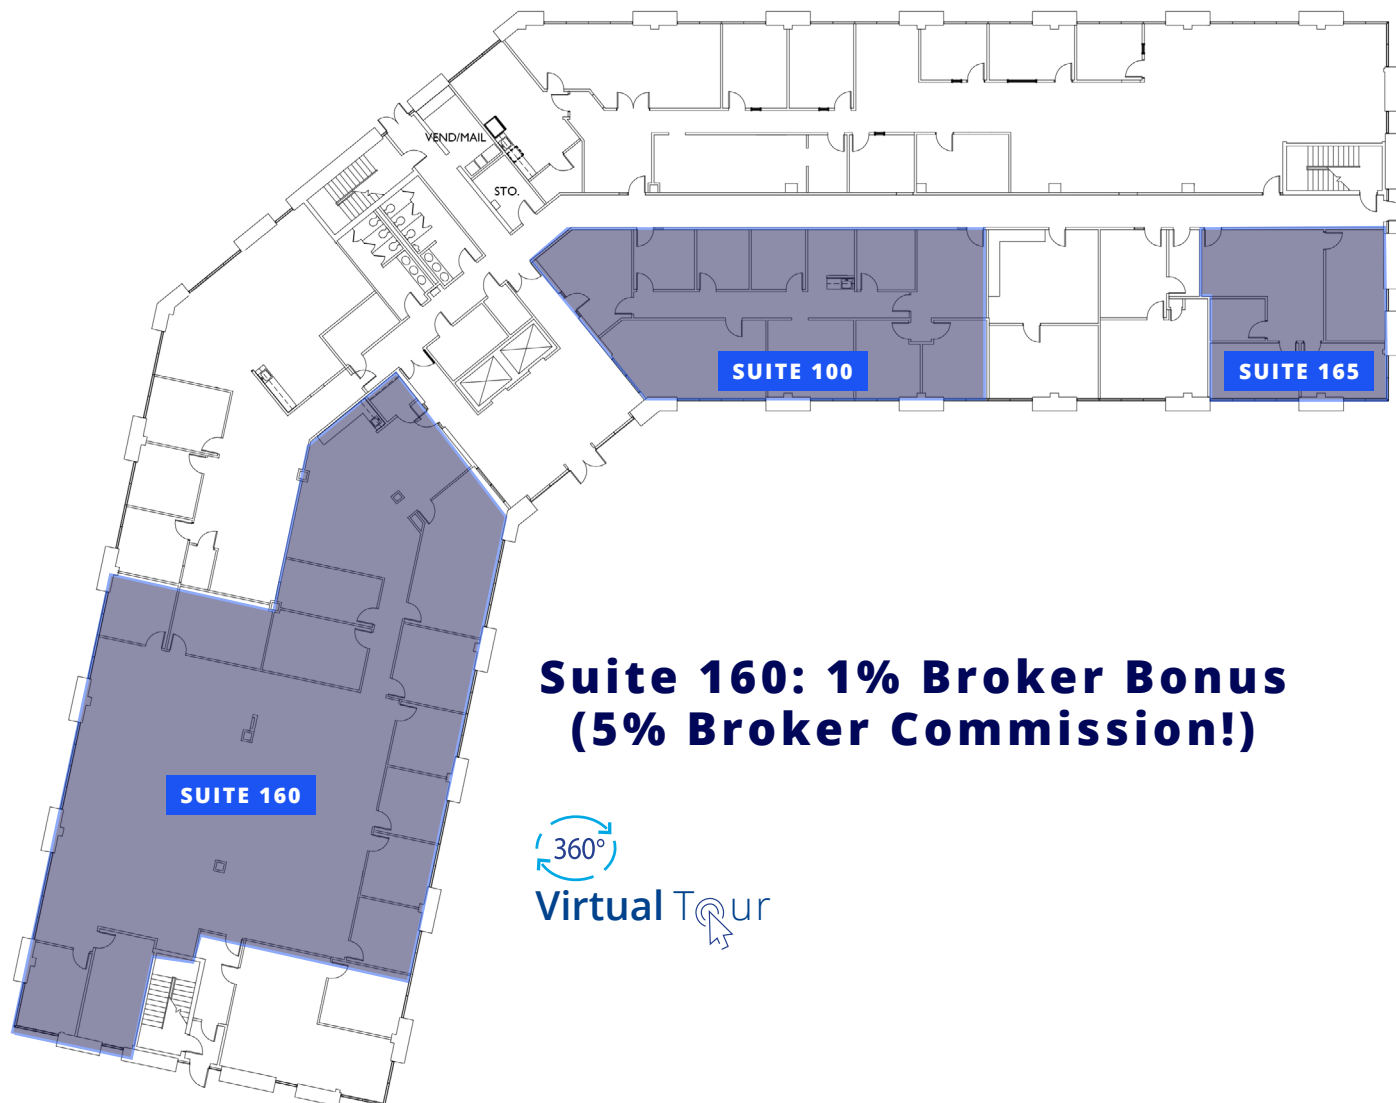 VEND/MAIL
STO.
SUITE 100
SUITE 165
Suite 160: 1% Broker Bonus
(5% Broker Commission!)
SUITE 160
360°
Virtual Tour